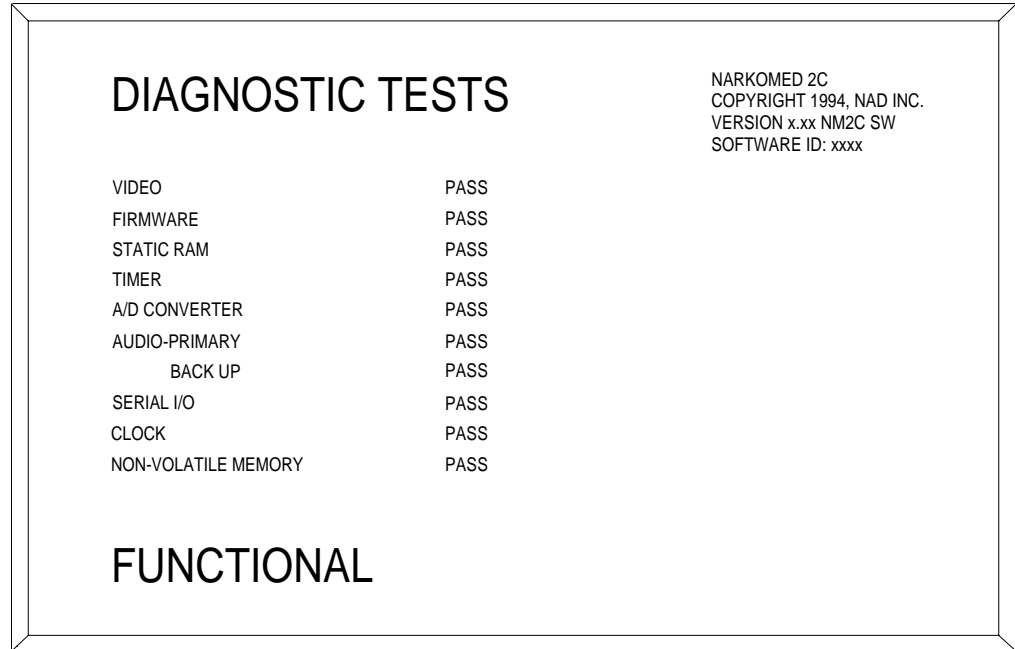 DIAGNOSTIC TESTS
NARKOMED 2C
COPYRIGHT 1994, NAD INC.
VERSION x.xx NM2C SW
SOFTWARE ID: xxxx
VIDEO PASS
FIRMWARE PASS
STATIC RAM PASS
TIMER PASS
A/D CONVERTER PASS
AUDIO-PRIMARY PASS
BACK UP PASS
SERIAL I/O PASS
CLOCK PASS
NON-VOLATILE MEMORY PASS
FUNCTIONAL